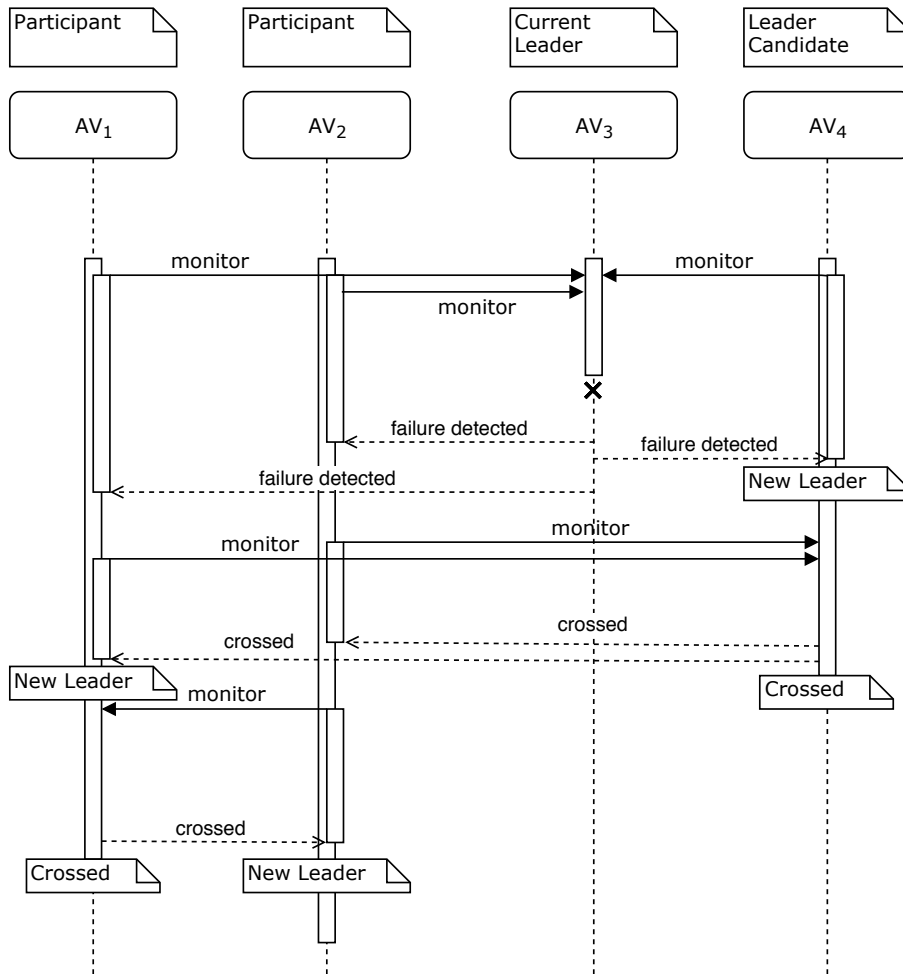 Participant
Participant
Current
Leader
Leader
Candidate
AV₁
AV₂
AV₃
AV₄
monitor
monitor
monitor
failure detected
failure detected
failure detected
New Leader
monitor
monitor
crossed
crossed
New Leader
Crossed
monitor
crossed
Crossed
New Leader